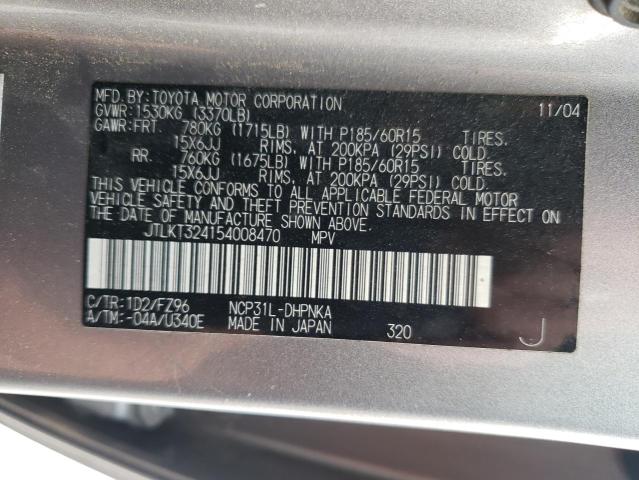 MFD. BY: TOYOTA MOTOR CORPORATION 11/04
GVWR: 1530KG (3370LB)
GAWR: FRT. 780KG (1715LB) WITH P185/60R15 TIRES.
15X6JJ RIMS, AT 200KPA (29PSI) COLD.
RR. 760KG (1675LB) WITH P185/60R15 TIRES.
15X6JJ RIMS, AT 200KPA (29PSI) COLD.
THIS VEHICLE CONFORMS TO ALL APPLICABLE FEDERAL MOTOR
VEHICLE SAFETY AND THEFT PREVENTION STANDARDS IN EFFECT ON
THE DATE OF MANUFACTURE SHOWN ABOVE.
JTLKT324154008470 MPV
C/TR: 1D2/FZ96 NCP31L-DHPNKA
A/TM: -04A/U340E MADE IN JAPAN 320 J